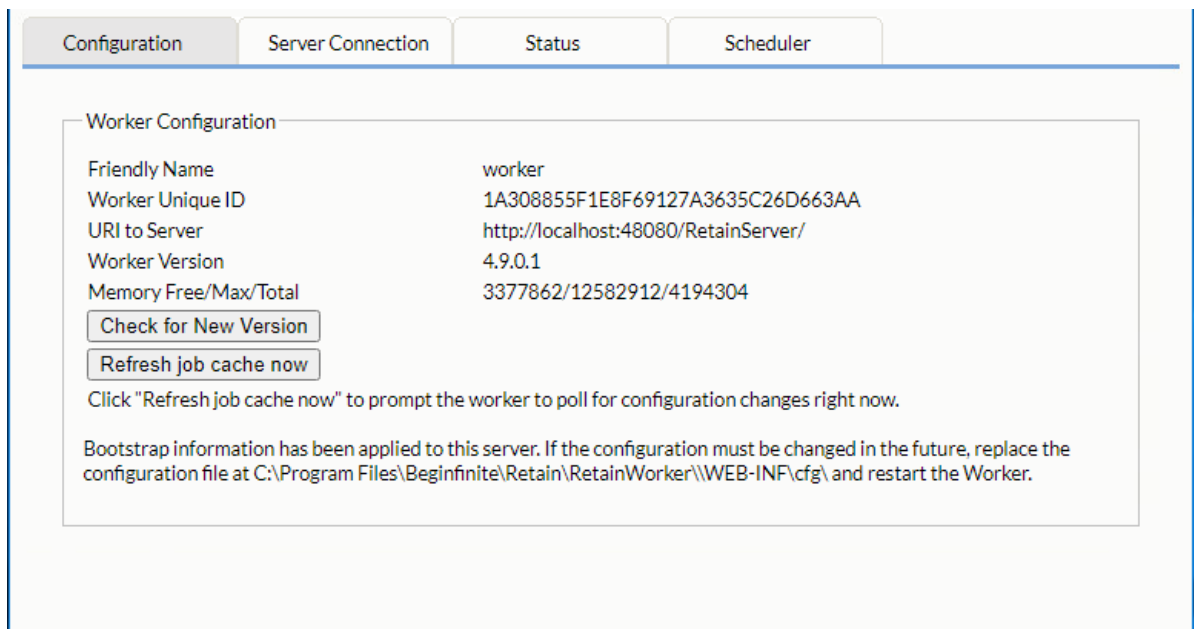 Configuration Server Connection Status Scheduler
Worker Configuration
Friendly Name worker
Worker Unique ID 1A308855F1E8F69127A3635C26D663AA
URI to Server http://localhost:48080/RetainServer/
Worker Version 4.9.0.1
Memory Free/Max/Total 3377862/12582912/4194304
Check for New Version
Refresh job cache now
Click "Refresh job cache now" to prompt the worker to poll for configuration changes right now.
Bootstrap information has been applied to this server. If the configuration must be changed in the future, replace the
configuration file at C:\Program Files\Beginfinite\Retain\RetainWorker\\WEB-INF\cfg\ and restart the Worker.